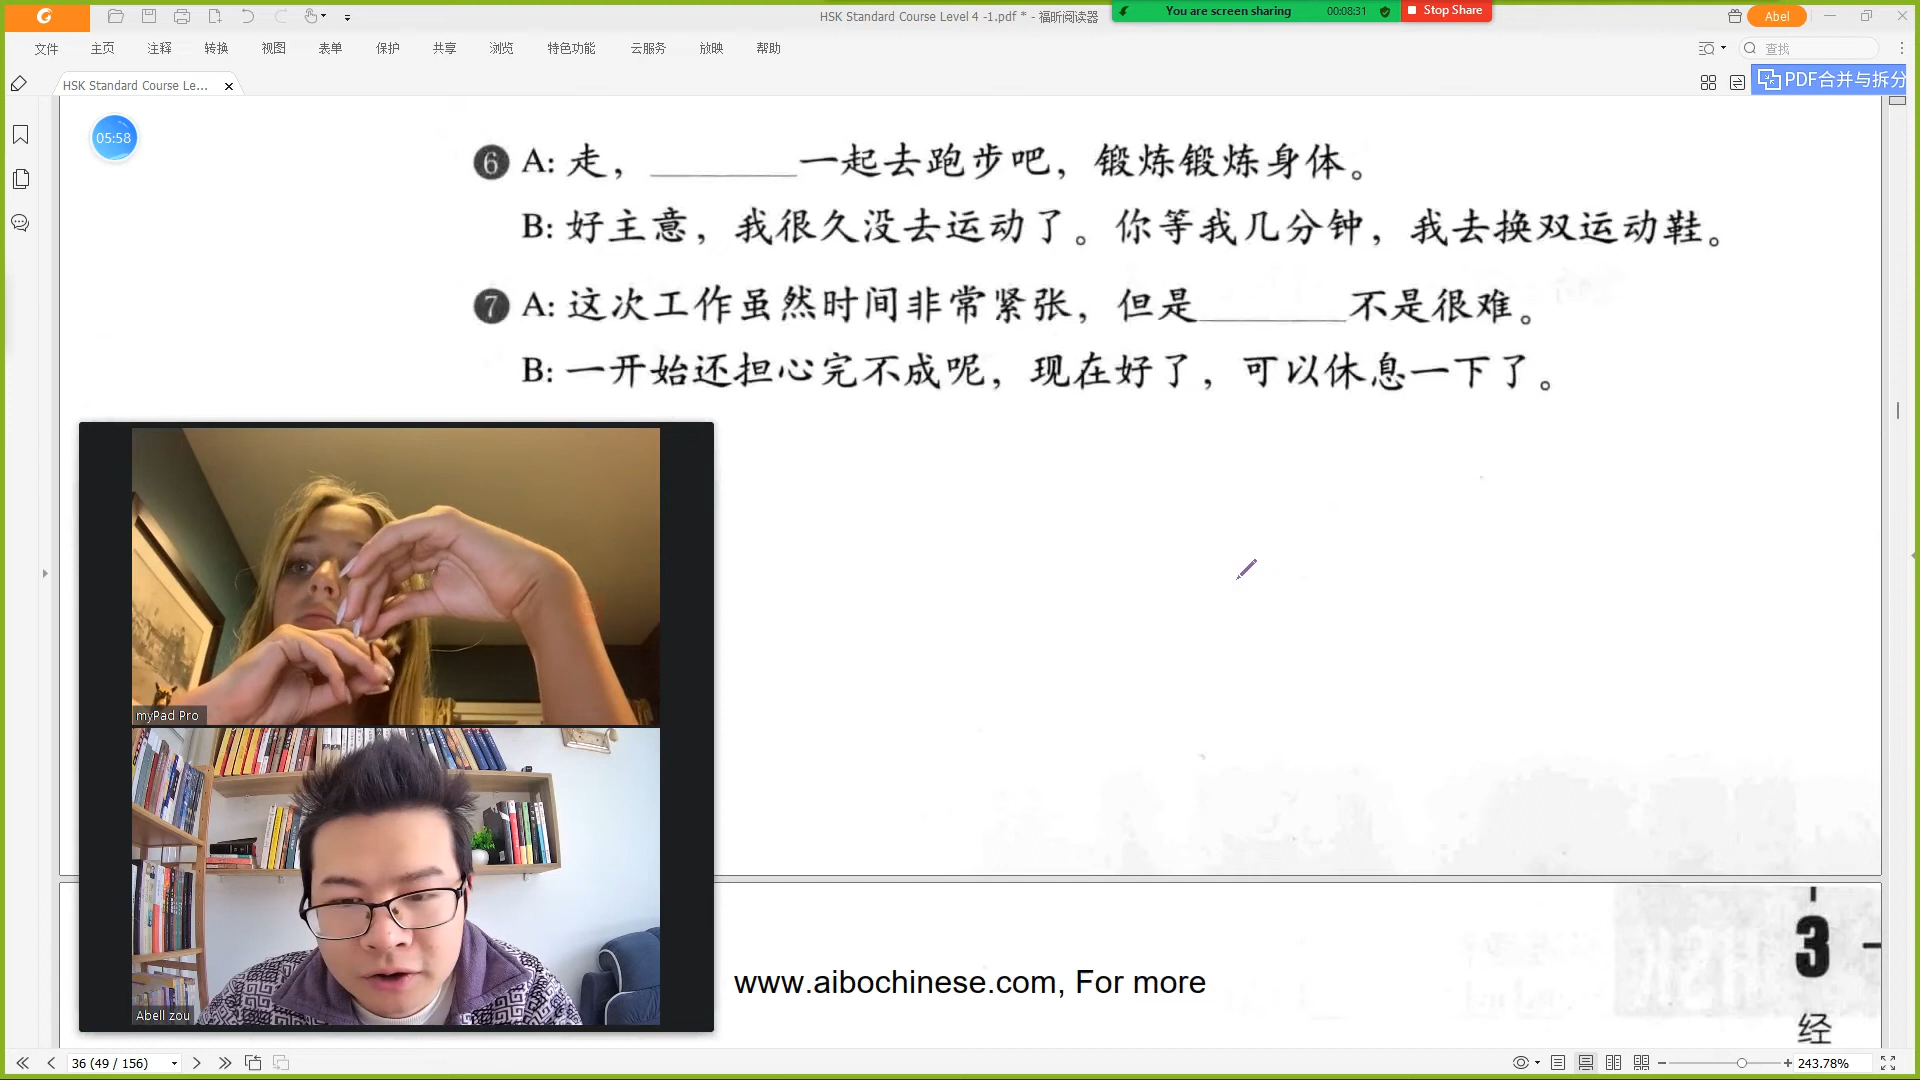 HSK Standard Course Level 4 -1.pdf * - 福昕阅读器
You are screen sharing
00:08:31
Stop Share
Abel
文件
主页
注释
转换
视图
表单
保护
共享
浏览
特色功能
云服务
放映
帮助
查找
HSK Standard Course Le...
PDF合并与拆分
05:58
6 A: 走，________一起去跑步吧，锻炼锻炼身体。
B: 好主意，我很久没去运动了。你等我几分钟，我去换双运动鞋。
7 A: 这次工作虽然时间非常紧张，但是________不是很难。
B: 一开始还担心完不成呢，现在好了，可以休息一下了。
myPad Pro
Abell zou
www.aibochinese.com, For more
3
经
36 (49 / 156)
243.78%